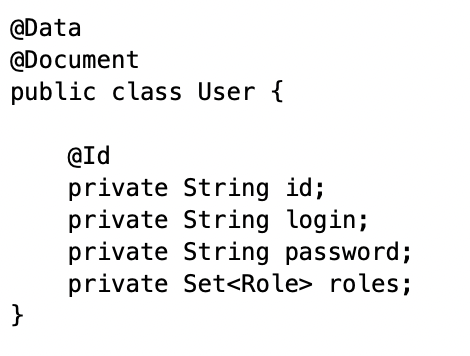 @Data
@Document
public class User {
@Id
private String id;
private String login;
private String password;
private Set<Role> roles;
}